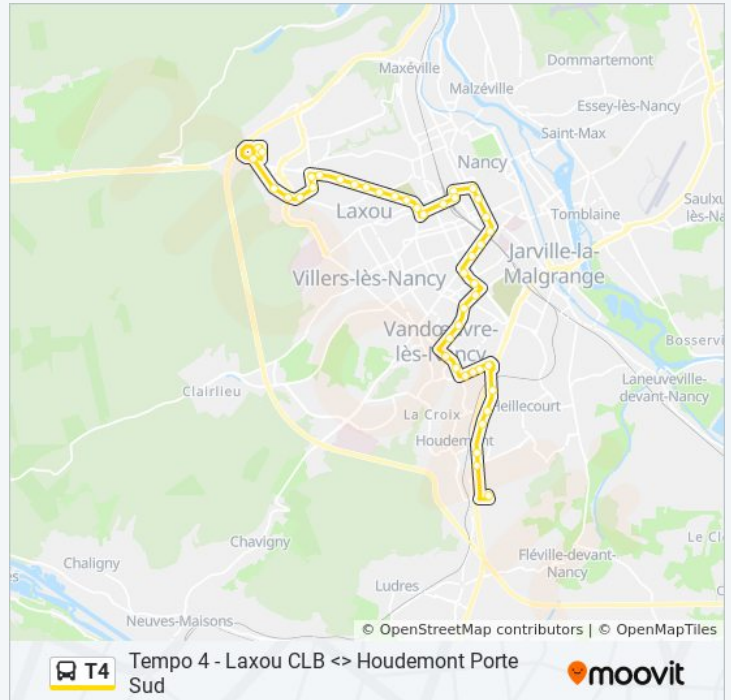 Dommartemont
Maxéville
Malzéville
Essey-lès-Nancy
Saint-Max
Nancy
Saulxu
lès-Na
Laxou
Tomblaine
Jarville-la-
Malgrange
Villers-lès-Nancy
Vandœuvre-
lès-Nancy
Bosservi
Laneuveville-
devant-Nancy
Clairlieu
La Croix
Heillecourt
Houdemont
Le Cl
Chavigny
Fléville-devant-
Nancy
Chaligny
es
Ludres
Neuves-Maisons
© OpenStreetMap contributors | © OpenMapTiles
T4
Tempo 4 - Laxou CLB <> Houdemont Porte
Sud
moovit